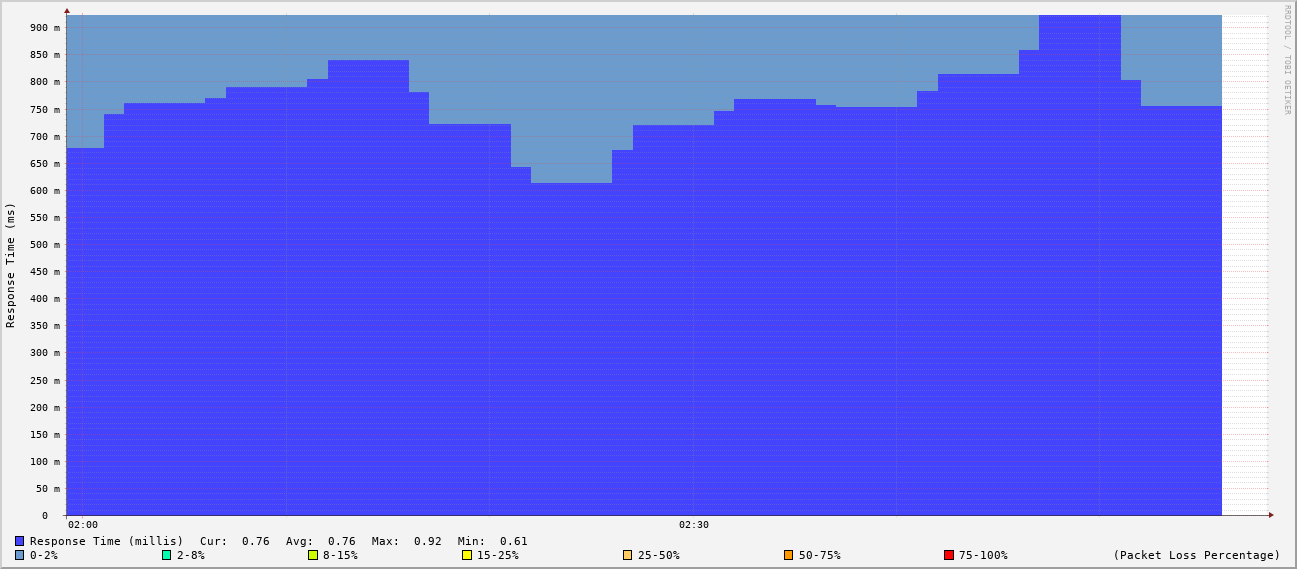 RRDTOOL / TOBI OETIKER
Response Time (ms)
900 m
850 m
800 m
750 m
700 m
650 m
600 m
550 m
500 m
450 m
400 m
350 m
300 m
250 m
200 m
150 m
100 m
50 m
0
02:00 02:30
Response Time (millis) Cur: 0.76 Avg: 0.76 Max: 0.92 Min: 0.61
0-2% 2-8% 8-15% 15-25% 25-50% 50-75% 75-100% (Packet Loss Percentage)